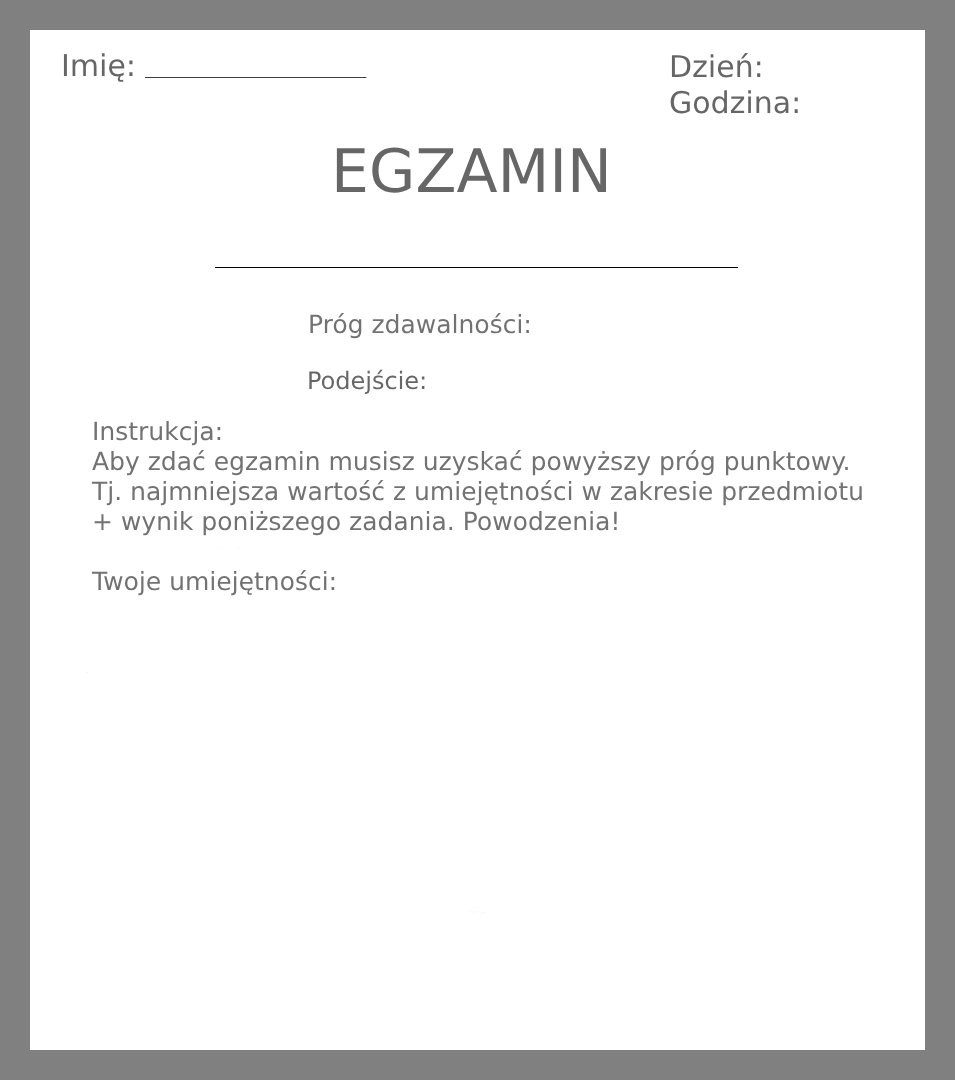 Imię: ________________
Dzień:
Godzina:
EGZAMIN
Próg zdawalności:
Podejście:
Instrukcja:
Aby zdać egzamin musisz uzyskać powyższy próg punktowy.
Tj. najmniejsza wartość z umiejętności w zakresie przedmiotu
+ wynik poniższego zadania. Powodzenia!
Twoje umiejętności: